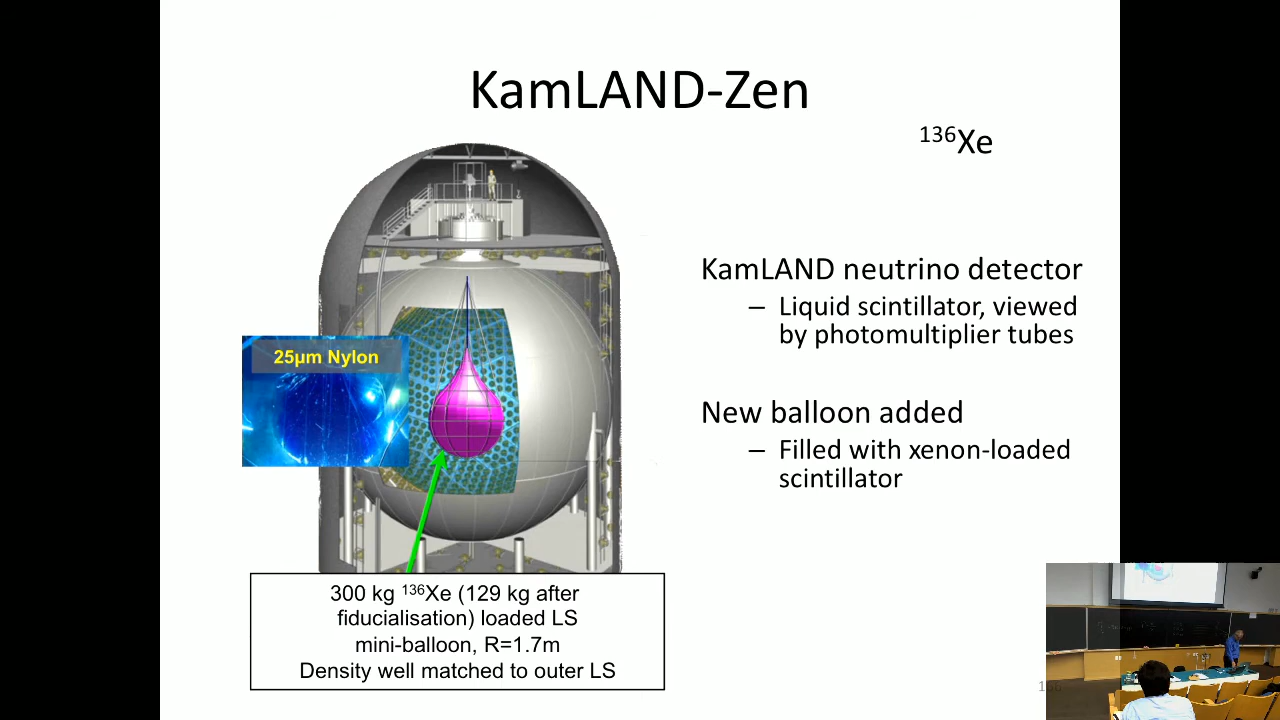 KamLAND-Zen
¹³⁶Xe
KamLAND neutrino detector
– Liquid scintillator, viewed
by photomultiplier tubes
25µm Nylon
New balloon added
– Filled with xenon-loaded
scintillator
300 kg ¹³⁶Xe (129 kg after
fiducialisation) loaded LS
mini-balloon, R=1.7m
Density well matched to outer LS